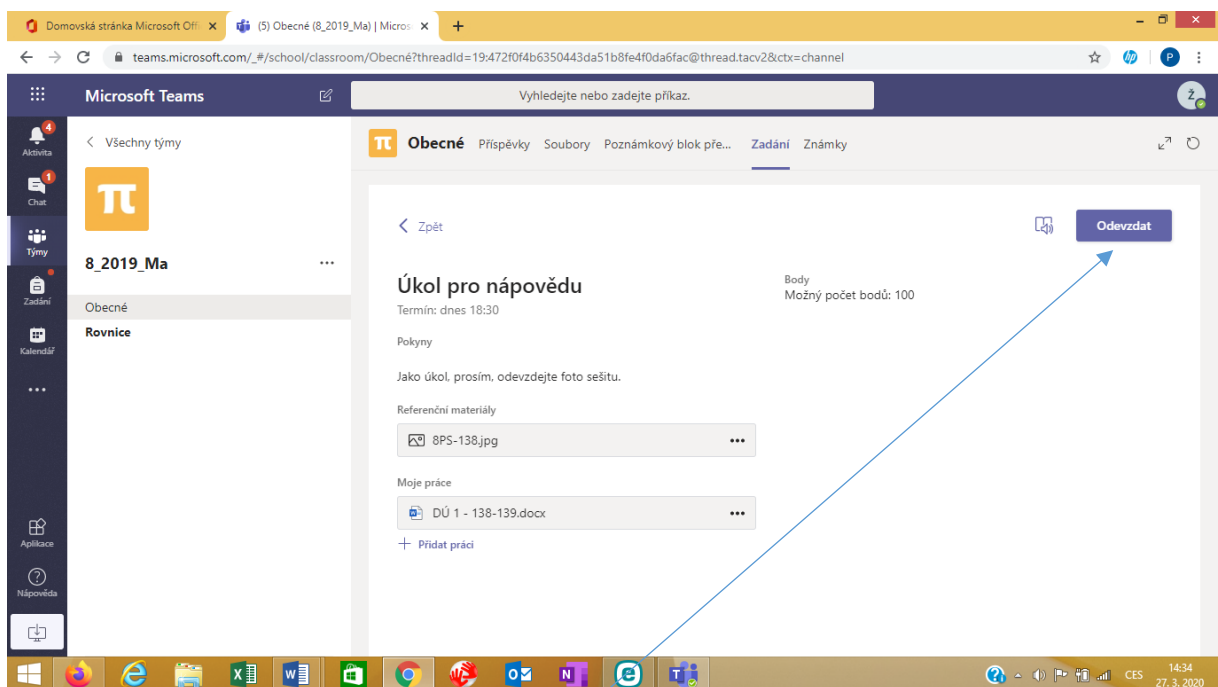 Domovská stránka Microsoft Offi
(5) Obecné (8_2019_Ma) | Micros
teams.microsoft.com/_#/school/classroom/Obecné?threadId=19:472f0f4b6350443da51b8fe4f0da6fac@thread.tacv2&ctx=channel
P
Microsoft Teams
Vyhledejte nebo zadejte příkaz.
Ž
4
Aktivita
1
Chat
Týmy
Zadání
Kalendář
Aplikace
Nápověda
Všechny týmy
π
8_2019_Ma
Obecné
Rovnice
π Obecné Příspěvky Soubory Poznámkový blok pře... Zadání Známky
Zpět
Odevzdat
Úkol pro nápovědu
Termín: dnes 18:30
Body
Možný počet bodů: 100
Pokyny
Jako úkol, prosím, odevzdejte foto sešitu.
Referenční materiály
8PS-138.jpg
Moje práce
DÚ 1 - 138-139.docx
+ Přidat práci
CES
14:34
27. 3. 2020